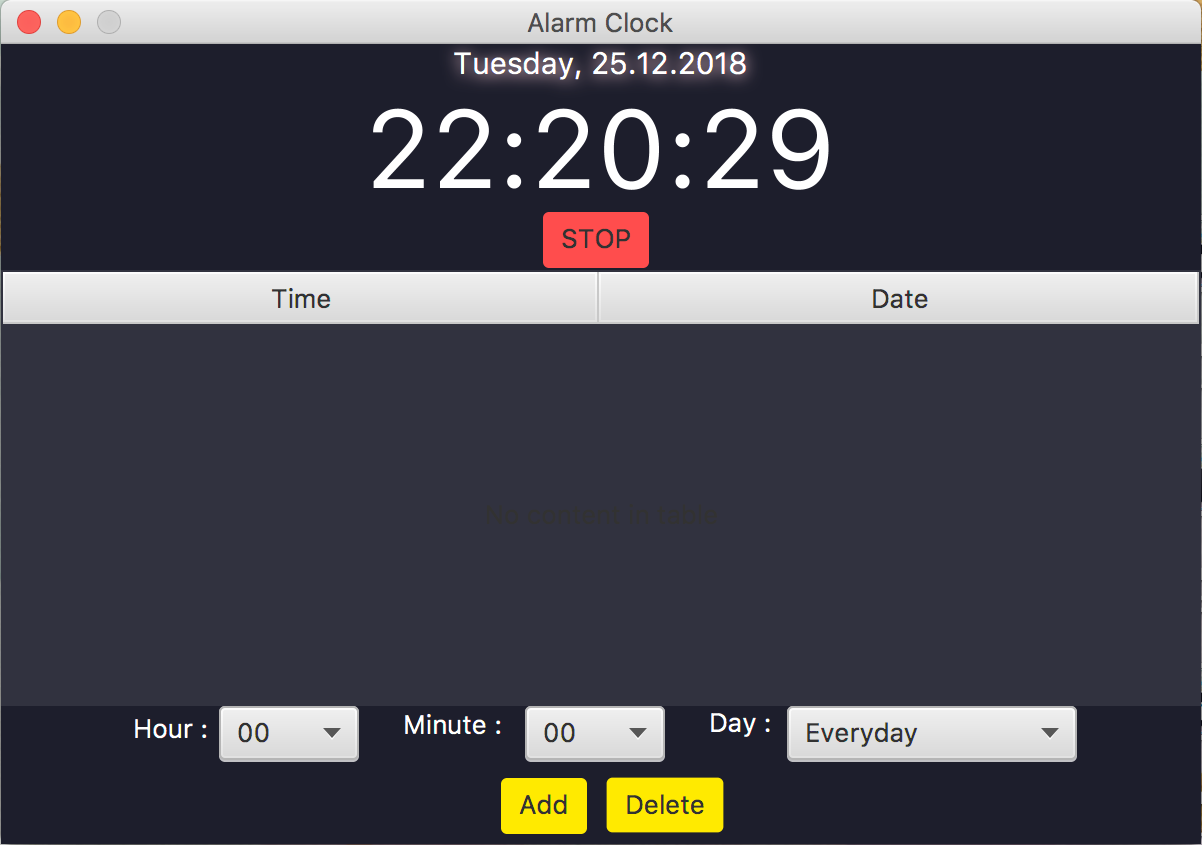 Alarm Clock
Tuesday, 25.12.2018
22:20:29
STOP
Time Date
Hour : 00 Minute : 00 Day : Everyday
Add Delete